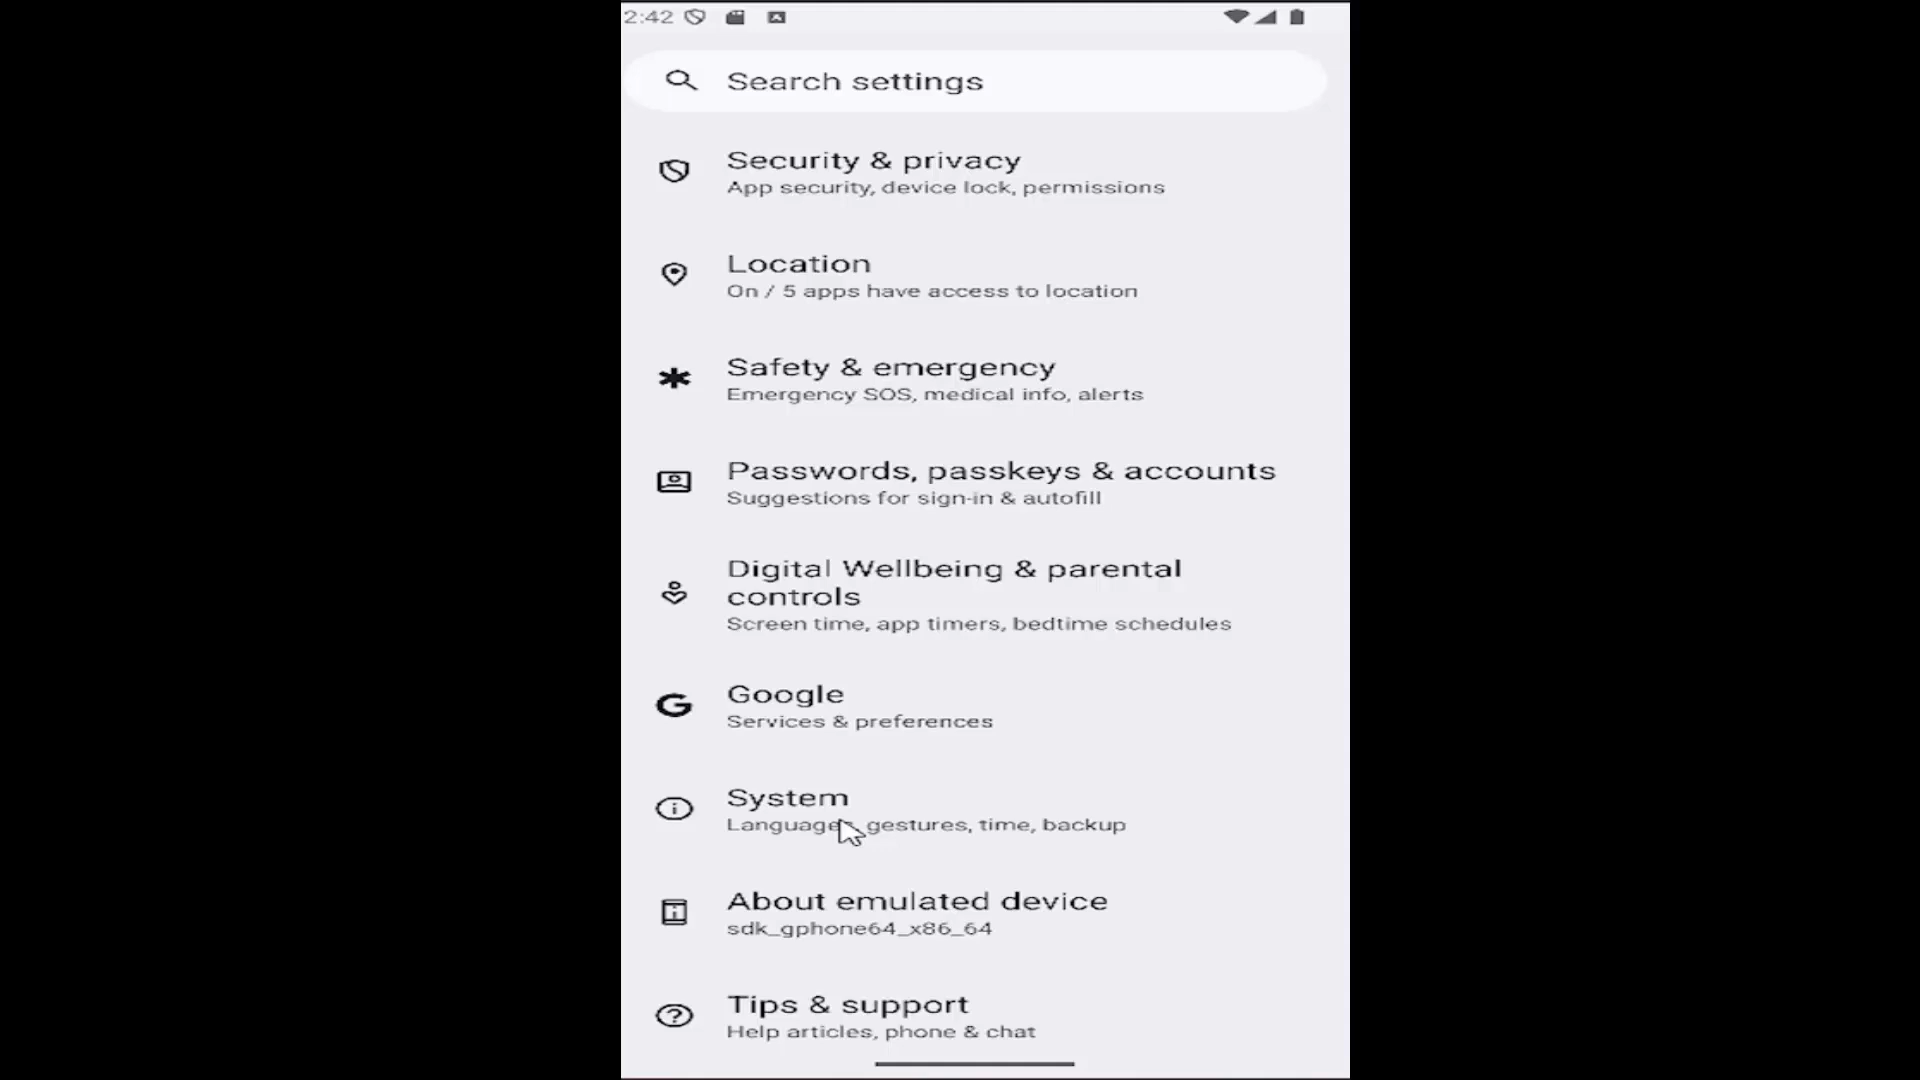 2:42
Search settings
Security & privacy
App security, device lock, permissions
Location
On / 5 apps have access to location
Safety & emergency
Emergency SOS, medical info, alerts
Passwords, passkeys & accounts
Suggestions for sign-in & autofill
Digital Wellbeing & parental
controls
Screen time, app timers, bedtime schedules
Google
Services & preferences
System
Languages, gestures, time, backup
About emulated device
sdk_gphone64_x86_64
Tips & support
Help articles, phone & chat